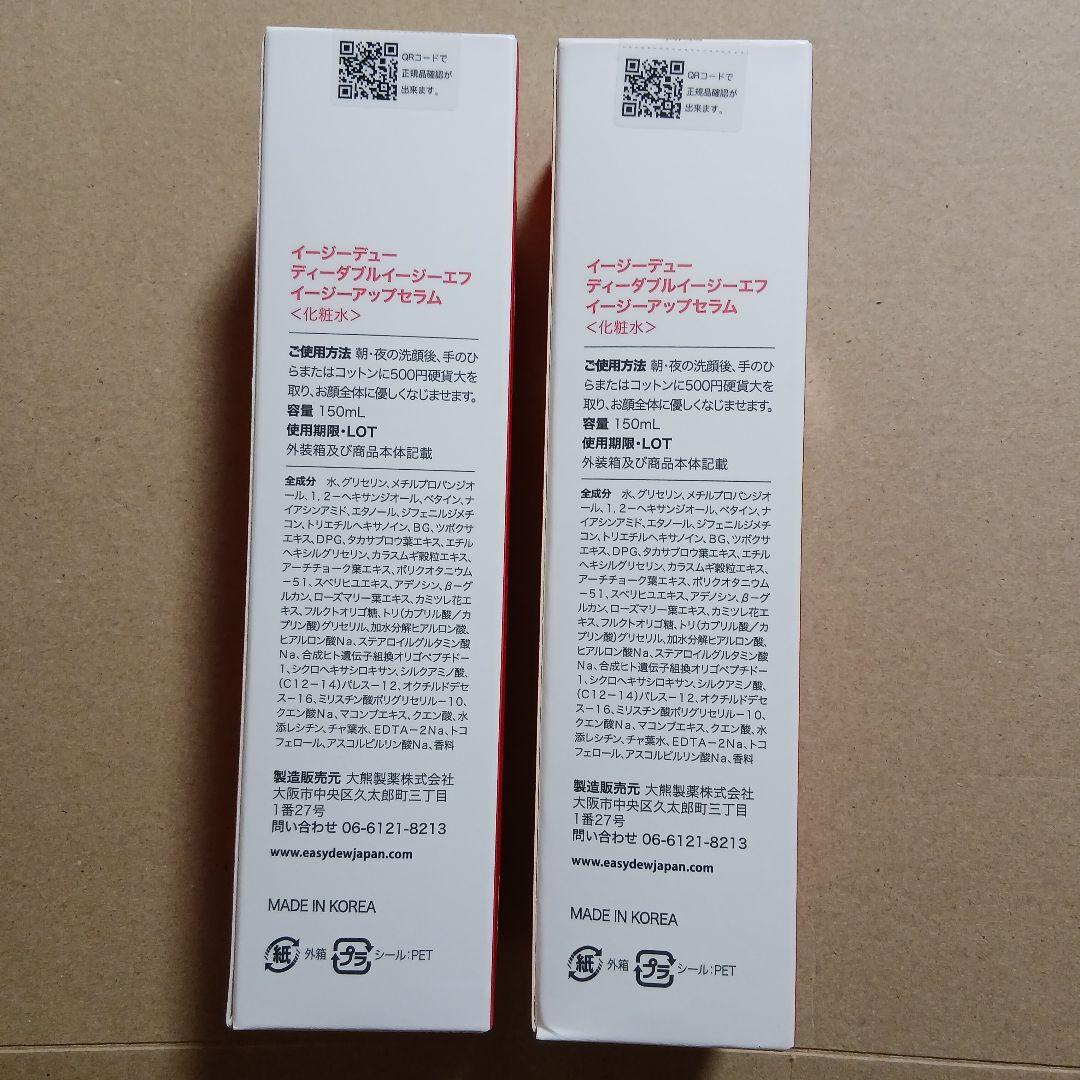 QRコードで
正規品確認が
出来ます。
イージーデュー
ディーダブルイージーエフ
イージーアップセラム
＜化粧水＞
ご使用方法 朝・夜の洗顔後、手のひ
らまたはコットンに500円硬貨大を
取り、お顔全体に優しくなじませます。
容量 150mL
使用期限・LOT
外装箱及び商品本体記載
全成分 水、グリセリン、メチルプロパンジオ
ール、1，2－ヘキサンジオール、ベタイン、ナ
イアシンアミド、エタノール、ジフェニルジメチ
コン、トリエチルヘキサノイン、BG、ツボクサ
エキス、DPG、タカサブロウ葉エキス、エチル
ヘキシルグリセリン、カラスムギ穀粒エキス、
アーチチョーク葉エキス、ポリクオタニウム
－51、スベリヒユエキス、アデノシン、β－グ
ルカン、ローズマリー葉エキス、カミツレ花エ
キス、フルクトオリゴ糖、トリ（カプリル酸／カ
プリン酸）グリセリル、加水分解ヒアルロン酸、
ヒアルロン酸Na、ステアロイルグルタミン酸
Na、合成ヒト遺伝子組換オリゴペプチドー
1、シクロヘキサシロキサン、シルクアミノ酸、
（C12－14）パレス－12、オクチルドデセ
ス－16、ミリスチン酸ポリグリセリル－10、
クエン酸Na、マコンブエキス、クエン酸、水
添レシチン、チャ葉水、EDTA－2Na、トコ
フェロール、アスコルビルリン酸Na、香料
製造販売元 大熊製薬株式会社
大阪市中央区久太郎町三丁目
1番27号
問い合わせ 06-6121-8213
www.easydewjapan.com
MADE IN KOREA
紙 外箱 プラ シール：PET
QRコードで
正規品確認が
出来ます。
イージーデュー
ディーダブルイージーエフ
イージーアップセラム
＜化粧水＞
ご使用方法 朝・夜の洗顔後、手のひ
らまたはコットンに500円硬貨大を
取り、お顔全体に優しくなじませます。
容量 150mL
使用期限・LOT
外装箱及び商品本体記載
全成分 水、グリセリン、メチルプロパンジオ
ール、1，2－ヘキサンジオール、ベタイン、ナ
イアシンアミド、エタノール、ジフェニルジメチ
コン、トリエチルヘキサノイン、BG、ツボクサ
エキス、DPG、タカサブロウ葉エキス、エチル
ヘキシルグリセリン、カラスムギ穀粒エキス、
アーチチョーク葉エキス、ポリクオタニウム
－51、スベリヒユエキス、アデノシン、β－グ
ルカン、ローズマリー葉エキス、カミツレ花エ
キス、フルクトオリゴ糖、トリ（カプリル酸／カ
プリン酸）グリセリル、加水分解ヒアルロン酸、
ヒアルロン酸Na、ステアロイルグルタミン酸
Na、合成ヒト遺伝子組換オリゴペプチドー
1、シクロヘキサシロキサン、シルクアミノ酸、
（C12－14）パレス－12、オクチルドデセ
ス－16、ミリスチン酸ポリグリセリル－10、
クエン酸Na、マコンブエキス、クエン酸、水
添レシチン、チャ葉水、EDTA－2Na、トコ
フェロール、アスコルビルリン酸Na、香料
製造販売元 大熊製薬株式会社
大阪市中央区久太郎町三丁目
1番27号
問い合わせ 06-6121-8213
www.easydewjapan.com
MADE IN KOREA
紙 外箱 プラ シール：PET